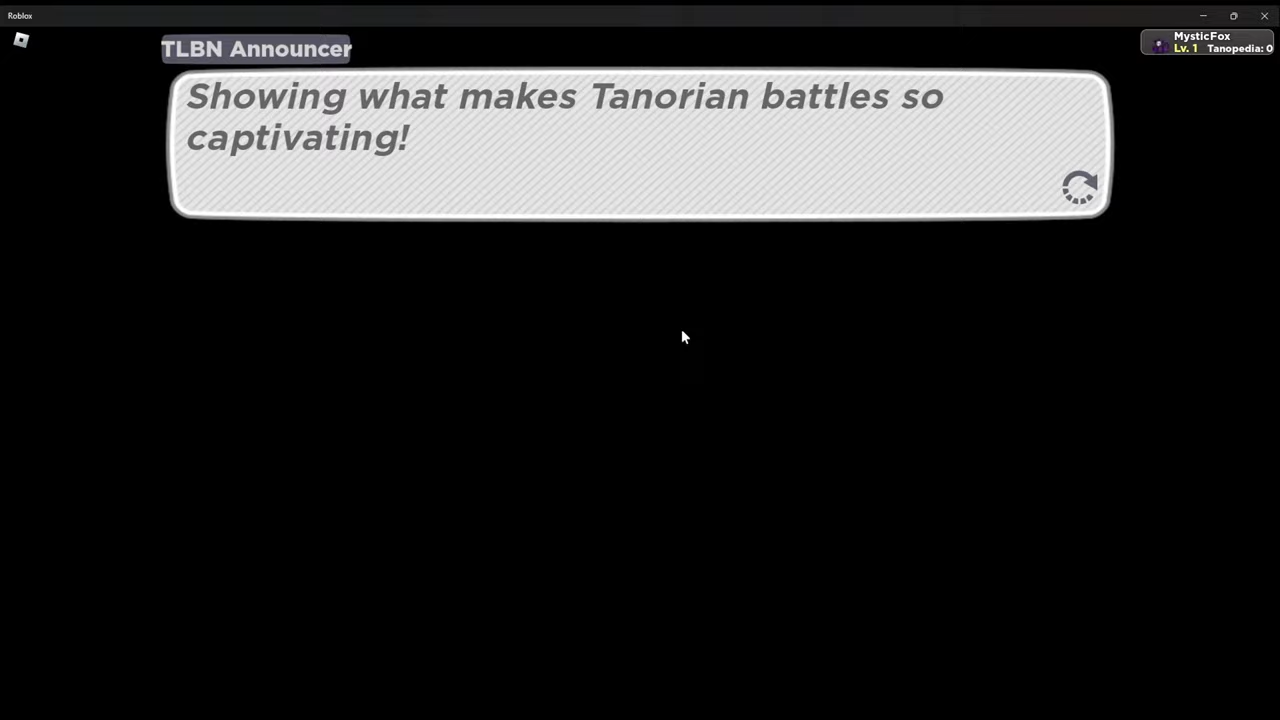 Roblox
TLBN Announcer
MysticFox
Lv. 1 Tanopedia: 0
Showing what makes Tanorian battles so
captivating!